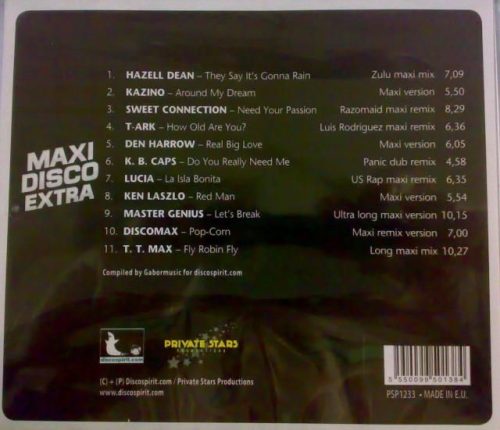 1. HAZELL DEAN – They Say It's Gonna Rain Zulu maxi mix 7,09
2. KAZINO – Around My Dream Maxi version 5,50
3. SWEET CONNECTION – Need Your Passion Razomaid maxi remix 8,29
4. T-ARK – How Old Are You? Luis Rodriguez maxi remix 6,36
5. DEN HARROW – Real Big Love Maxi version 6,05
6. K. B. CAPS – Do You Really Need Me Panic dub remix 4,58
7. LUCIA – La Isla Bonita US Rap maxi remix 6,35
8. KEN LASZLO – Red Man Maxi version 5,54
9. MASTER GENIUS – Let's Break Ultra long maxi version 10,15
10. DISCOMAX – Pop-Corn Maxi remix version 7,00
11. T. T. MAX – Fly Robin Fly Long maxi mix 10,27
MAXI
DISCO
EXTRA
Compiled by Gabormusic for discospirit.com
discospirit.com
PRIVATE STARS
PRODUCTIONS
(C) + (P) Discospirit.com / Private Stars Productions
www.discospirit.com
5 550099 501384
PSP1233 • MADE IN E.U.